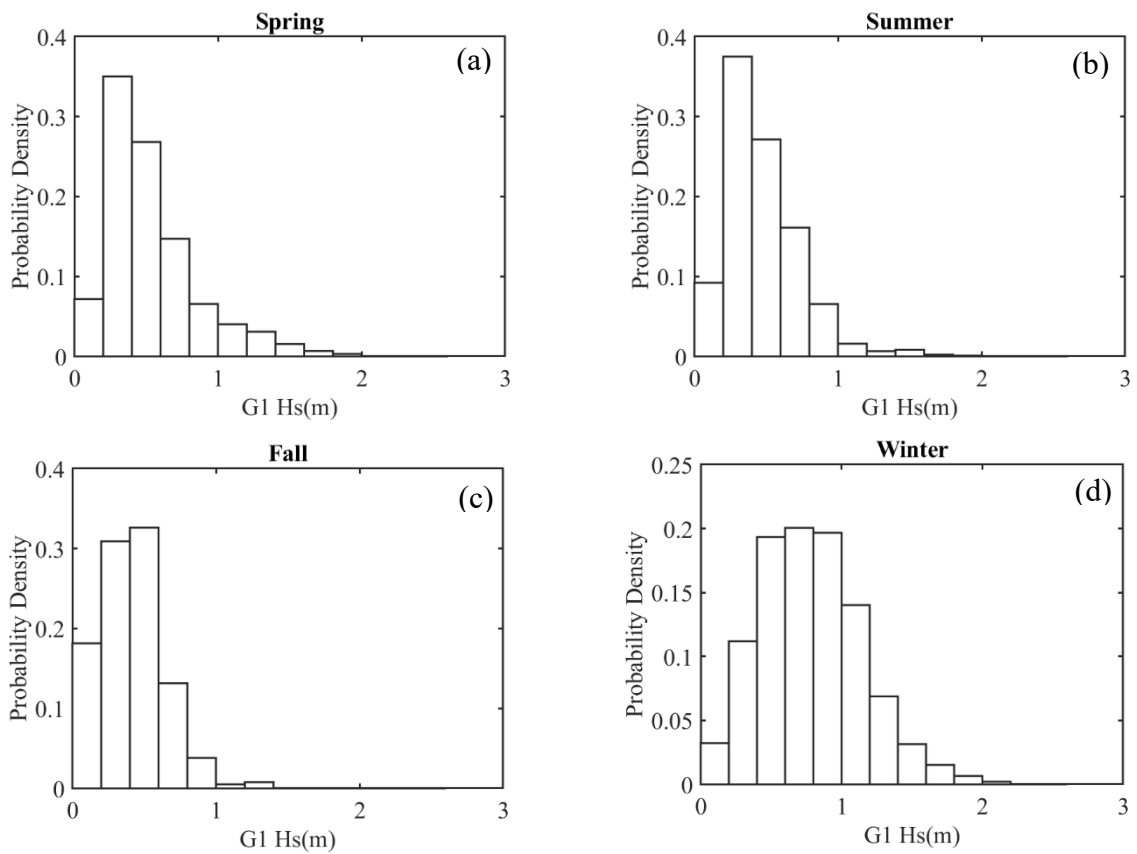 Spring
(a)
0.4
0.3
0.2
0.1
0
Probability Density
0 1 2 3
G1 Hs(m)
Summer
(b)
0.4
0.3
0.2
0.1
0
Probability Density
0 1 2 3
G1 Hs(m)
Fall
(c)
0.4
0.3
0.2
0.1
0
Probability Density
0 1 2 3
G1 Hs(m)
Winter
(d)
0.25
0.2
0.15
0.1
0.05
0
Probability Density
0 1 2 3
G1 Hs(m)